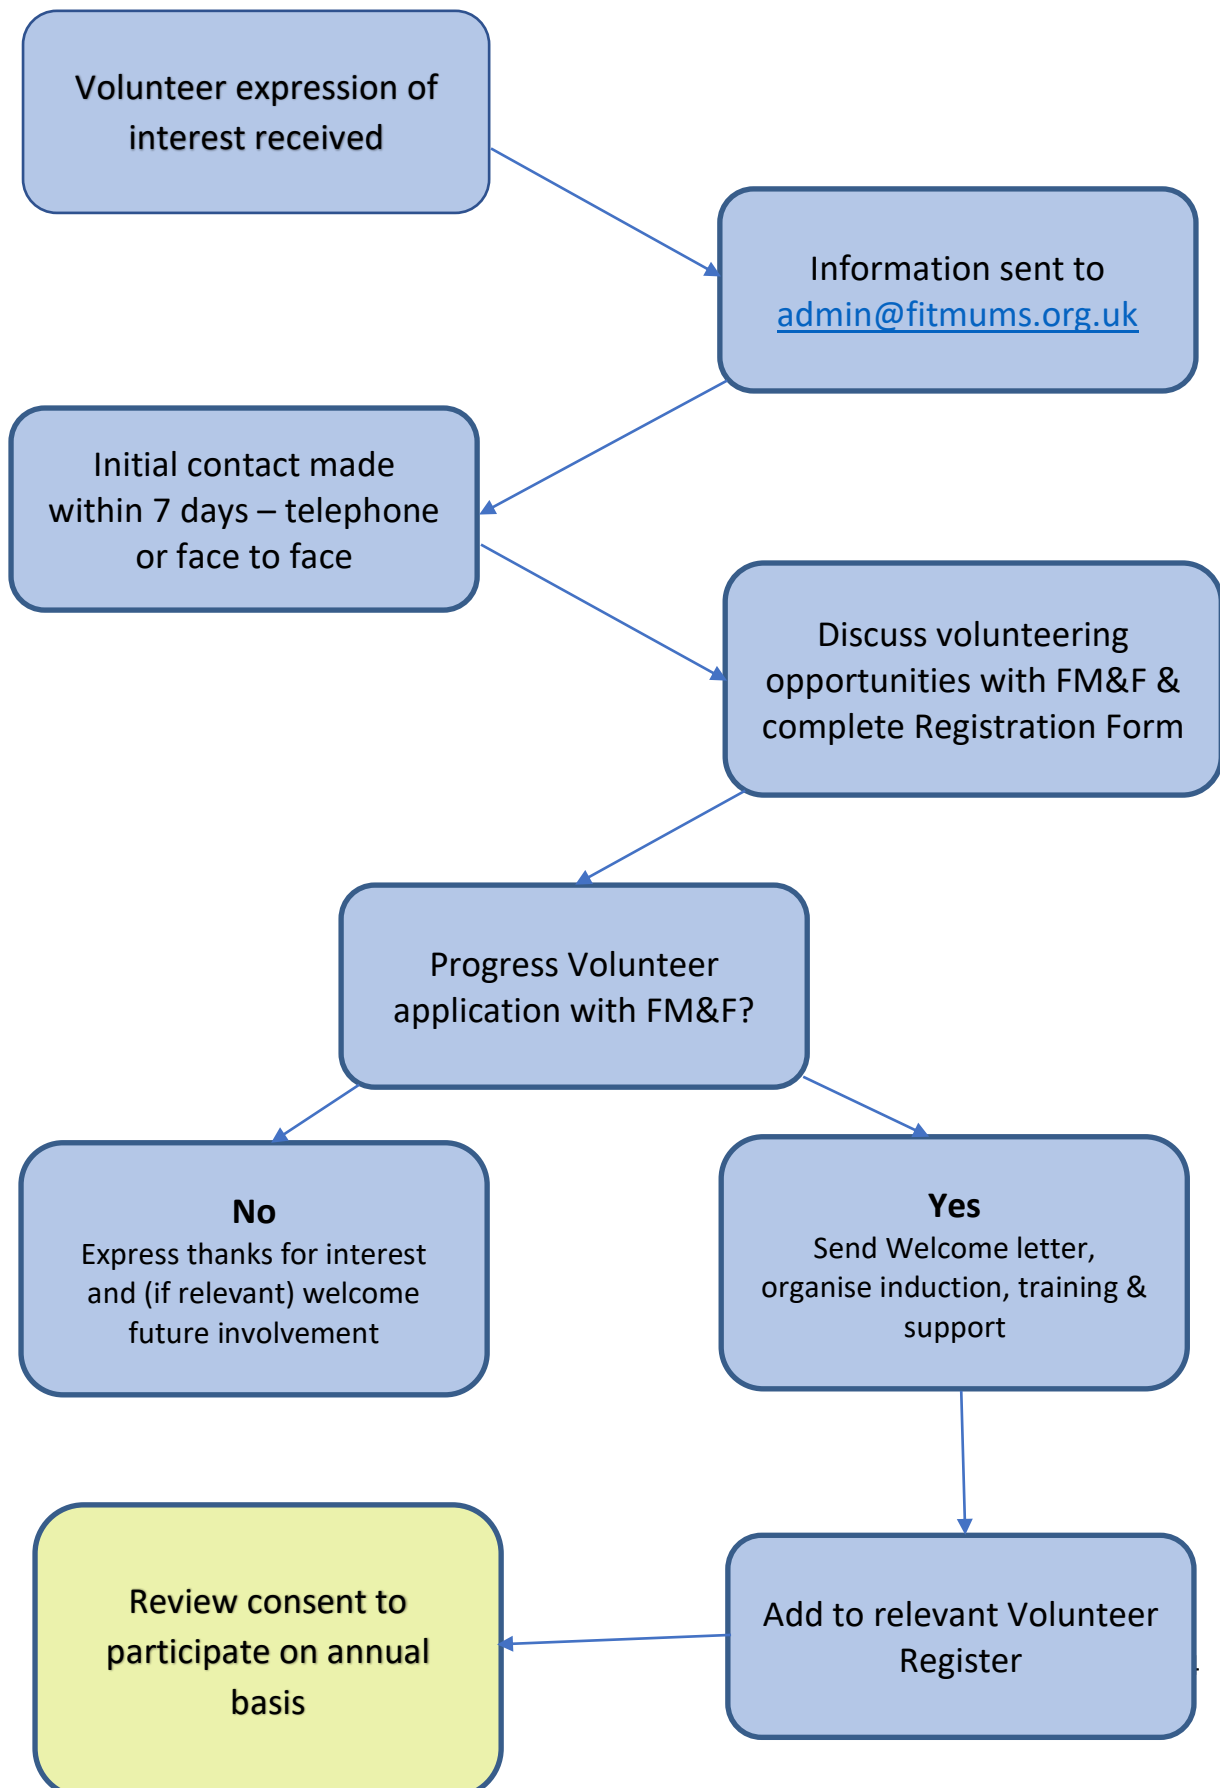 Volunteer expression of
interest received
Information sent to
admin@fitmums.org.uk
Initial contact made
within 7 days – telephone
or face to face
Discuss volunteering
opportunities with FM&F &
complete Registration Form
Progress Volunteer
application with FM&F?
No
Express thanks for interest
and (if relevant) welcome
future involvement
Yes
Send Welcome letter,
organise induction, training &
support
Add to relevant Volunteer
Register
Review consent to
participate on annual
basis